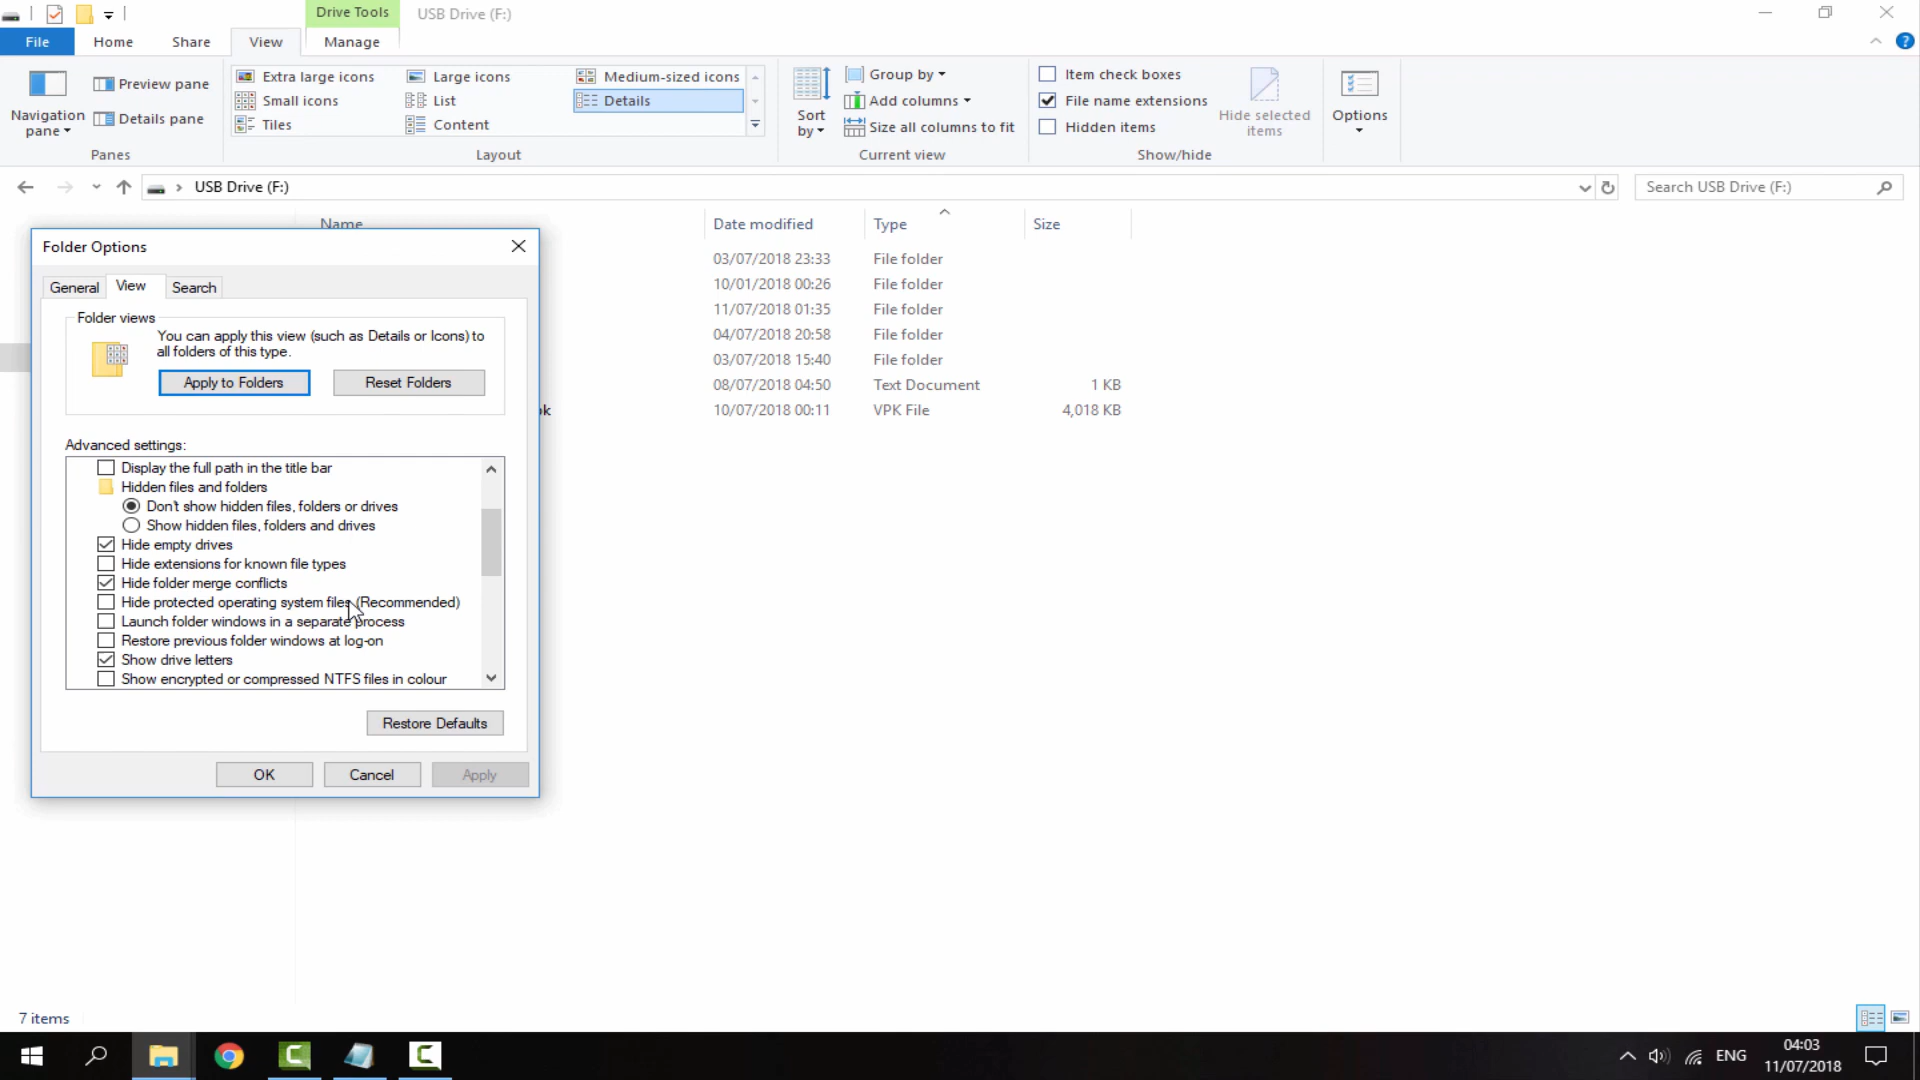 Drive Tools
USB Drive (F:)
File
Home
Share
View
Manage
Navigation pane
Preview pane
Details pane
Panes
Extra large icons
Large icons
Medium-sized icons
Small icons
List
Details
Tiles
Content
Layout
Sort by
Group by
Add columns
Size all columns to fit
Current view
Item check boxes
File name extensions
Hidden items
Hide selected items
Show/hide
Options
USB Drive (F:)
Search USB Drive (F:)
Name
Date modified
Type
Size
03/07/2018 23:33 File folder
10/01/2018 00:26 File folder
11/07/2018 01:35 File folder
04/07/2018 20:58 File folder
03/07/2018 15:40 File folder
08/07/2018 04:50 Text Document 1 KB
10/07/2018 00:11 VPK File 4,018 KB
Folder Options
General
View
Search
Folder views
You can apply this view (such as Details or Icons) to
all folders of this type.
Apply to Folders
Reset Folders
Advanced settings:
Display the full path in the title bar
Hidden files and folders
Don't show hidden files, folders or drives
Show hidden files, folders and drives
Hide empty drives
Hide extensions for known file types
Hide folder merge conflicts
Hide protected operating system files (Recommended)
Launch folder windows in a separate process
Restore previous folder windows at log-on
Show drive letters
Show encrypted or compressed NTFS files in colour
Restore Defaults
OK
Cancel
Apply
7 items
ENG
04:03
11/07/2018